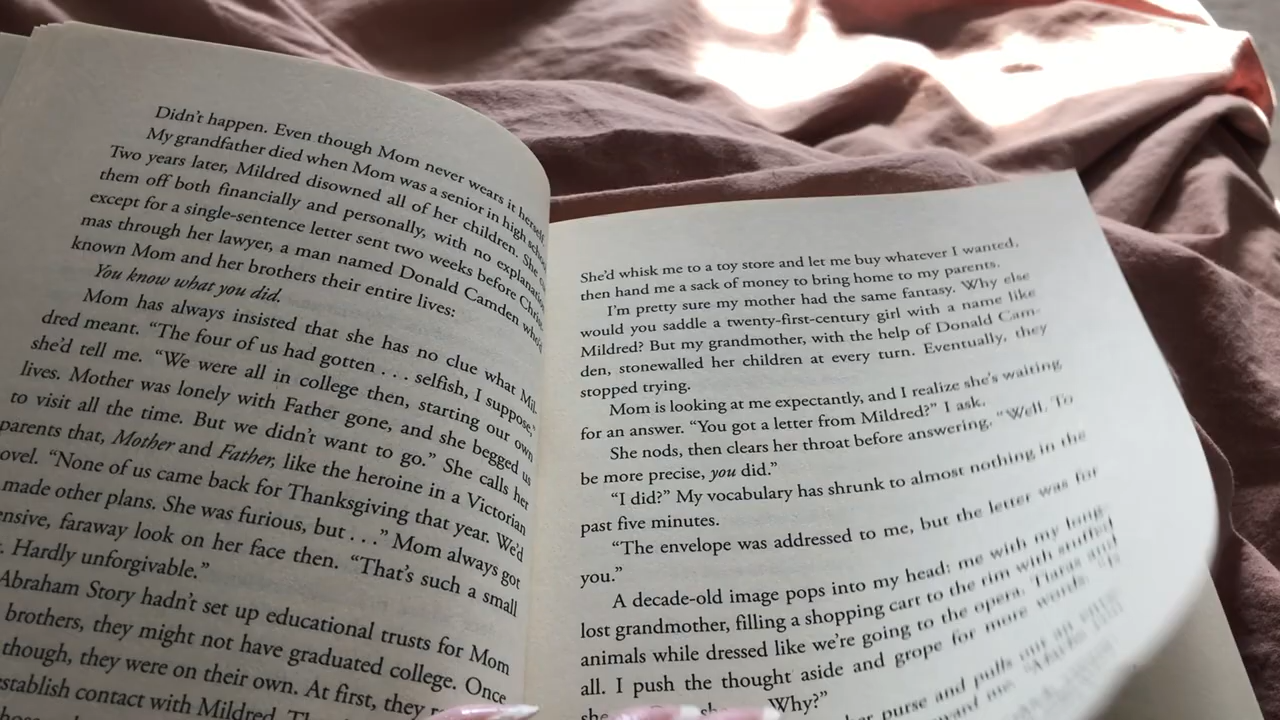 Didn't happen. Even though Mom never wears it herself.
My grandfather died when Mom was a senior in high school.
Two years later, Mildred disowned all of her children. She
them off both financially and personally, with no explanation
except for a single-sentence letter sent two weeks before Christ-
mas through her lawyer, a man named Donald Camden who'd
known Mom and her brothers their entire lives:
You know what you did.
Mom has always insisted that she has no clue what Mil-
dred meant. "The four of us had gotten . . . selfish, I suppose,"
she'd tell me. "We were all in college then, starting our own
lives. Mother was lonely with Father gone, and she begged us
to visit all the time. But we didn't want to go." She calls her
parents that, Mother and Father, like the heroine in a Victorian
ovel. "None of us came back for Thanksgiving that year. We'd
made other plans. She was furious, but . . ." Mom always got
ensive, faraway look on her face then. "That's such a small
. Hardly unforgivable."
Abraham Story hadn't set up educational trusts for Mom
brothers, they might not have graduated college. Once
though, they were on their own. At first, they
establish contact with Mildred.
She'd whisk me to a toy store and let me buy whatever I wanted,
then hand me a sack of money to bring home to my parents.
I'm pretty sure my mother had the same fantasy. Why else
would you saddle a twenty-first-century girl with a name like
Mildred? But my grandmother, with the help of Donald Cam-
den, stonewalled her children at every turn. Eventually, they
stopped trying.
Mom is looking at me expectantly, and I realize she's waiting
for an answer. "You got a letter from Mildred?" I ask.
She nods, then clears her throat before answering. "Well. To
be more precise, you did."
"I did?" My vocabulary has shrunk to almost nothing in the
past five minutes.
"The envelope was addressed to me, but the letter was for
you."
A decade-old image pops into my head: me with my long-
lost grandmother, filling a shopping cart to the rim with stuffed
animals while dressed like we're going to the opera. Tiaras and
all. I push the thought aside and grope for more words. "Is
she Why?"
purse and pulls out an